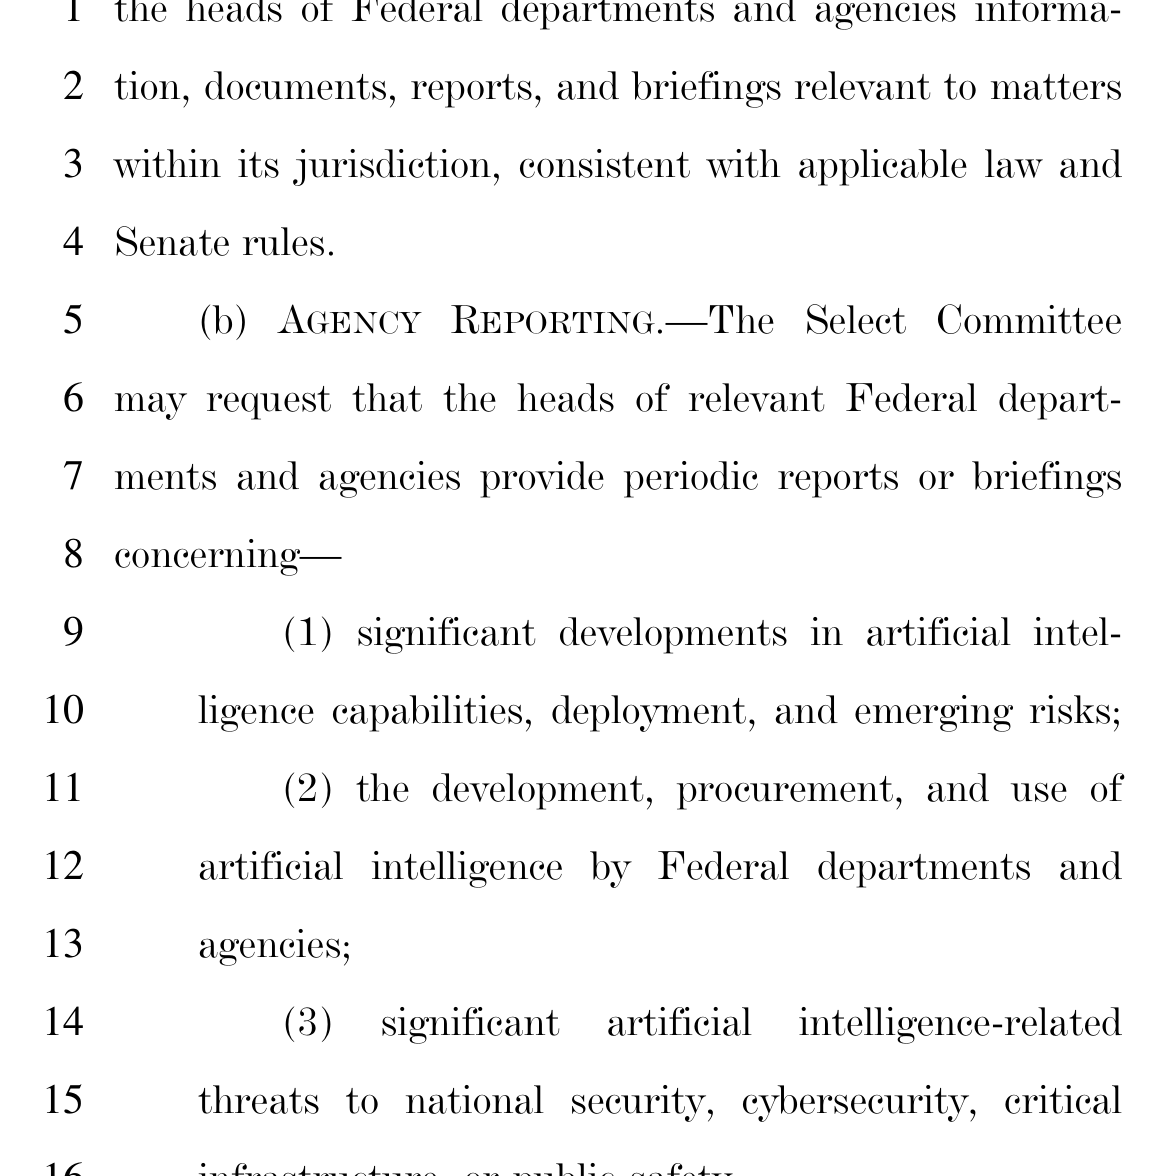 1 the heads of Federal departments and agencies informa-
2 tion, documents, reports, and briefings relevant to matters
3 within its jurisdiction, consistent with applicable law and
4 Senate rules.
5 (b) AGENCY REPORTING.—The Select Committee
6 may request that the heads of relevant Federal depart-
7 ments and agencies provide periodic reports or briefings
8 concerning—
9 (1) significant developments in artificial intel-
10 ligence capabilities, deployment, and emerging risks;
11 (2) the development, procurement, and use of
12 artificial intelligence by Federal departments and
13 agencies;
14 (3) significant artificial intelligence-related
15 threats to national security, cybersecurity, critical
16 infrastructure, or public safety